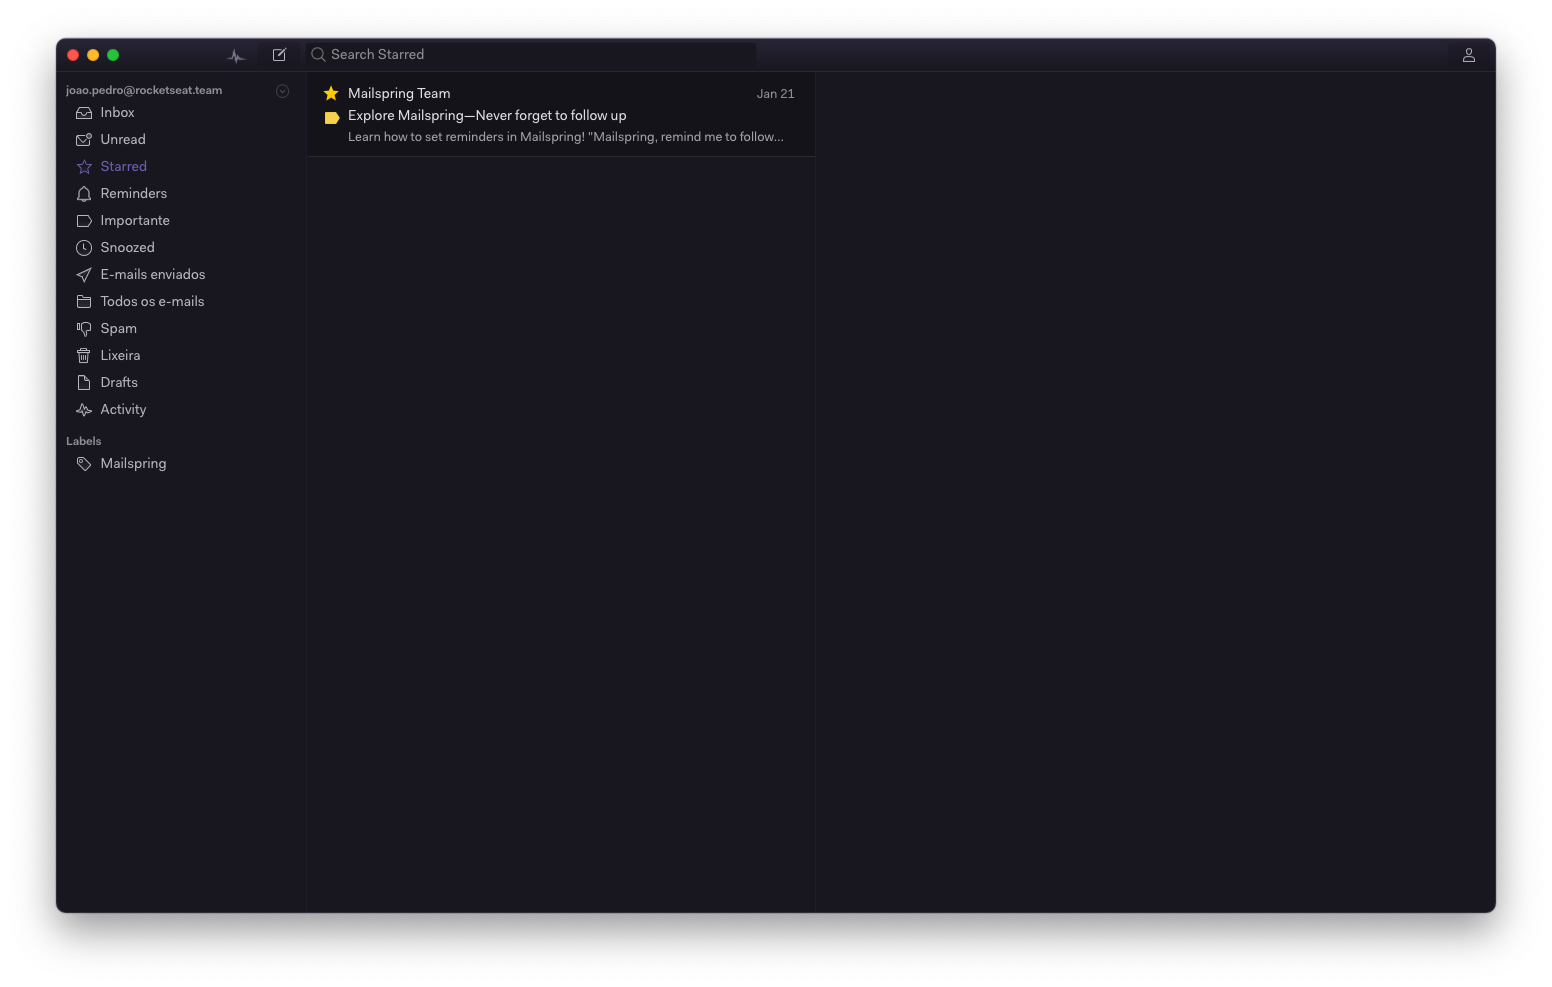 Search Starred
joao.pedro@rocketseat.team
Inbox
Unread
Starred
Reminders
Importante
Snoozed
E-mails enviados
Todos os e-mails
Spam
Lixeira
Drafts
Activity
Labels
Mailspring
Mailspring Team Jan 21
Explore Mailspring—Never forget to follow up
Learn how to set reminders in Mailspring! "Mailspring, remind me to follow...